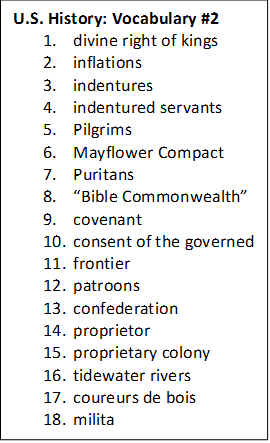 U.S. History: Vocabulary #2
1. divine right of kings
2. inflations
3. indentures
4. indentured servants
5. Pilgrims
6. Mayflower Compact
7. Puritans
8. “Bible Commonwealth”
9. covenant
10. consent of the governed
11. frontier
12. patroons
13. confederation
14. proprietor
15. proprietary colony
16. tidewater rivers
17. coureurs de bois
18. milita